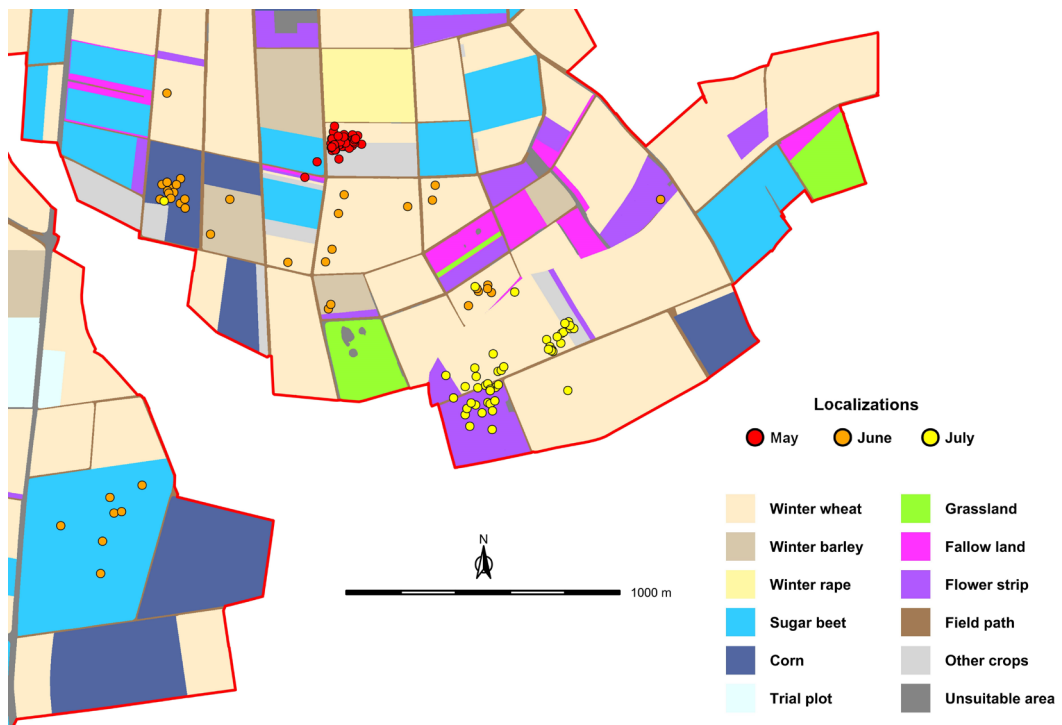 Localizations
May June July
Winter wheat Grassland
Winter barley Fallow land
Winter rape Flower strip
Sugar beet Field path
Corn Other crops
Trial plot Unsuitable area
N
1000 m